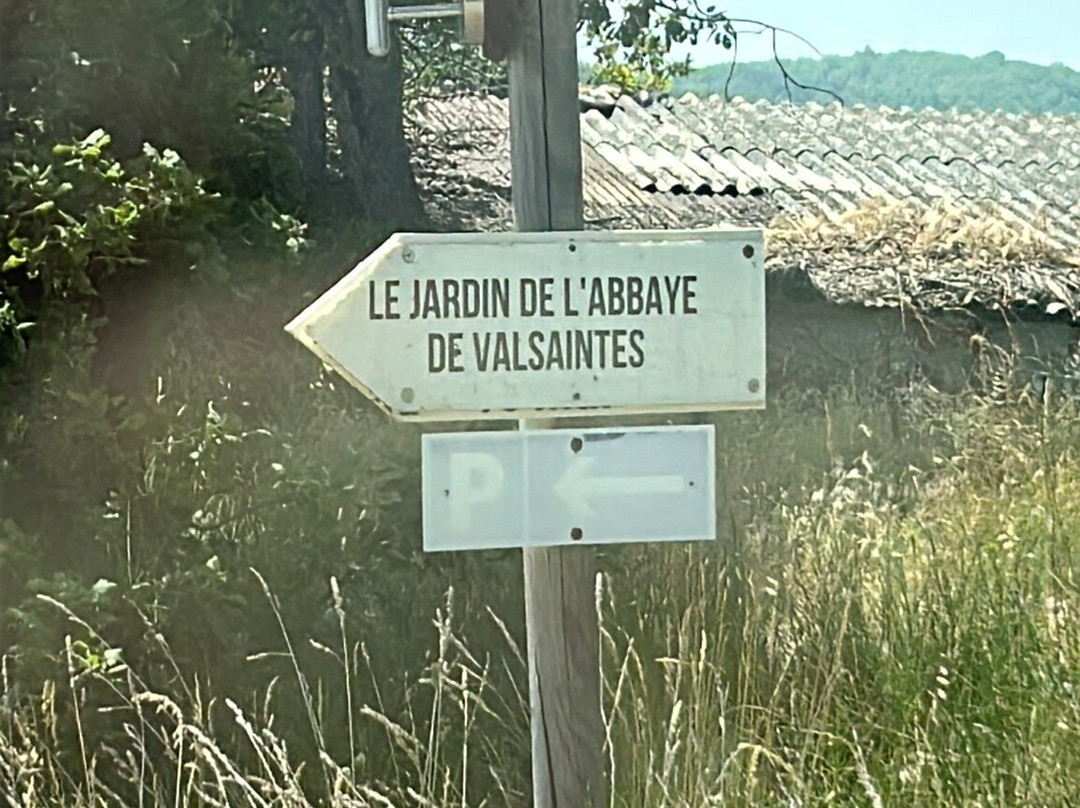 LE JARDIN DE L'ABBAYE
DE VALSAINTES
P